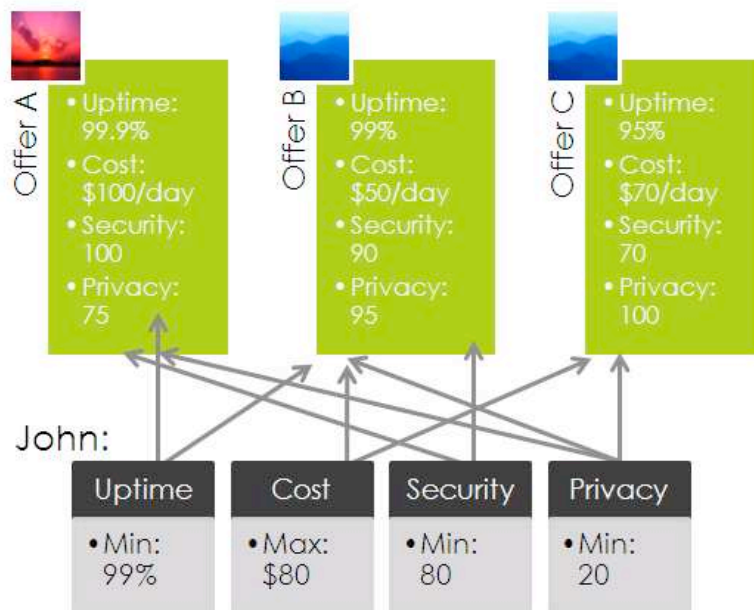 Offer A
• Uptime:
99.9%
• Cost:
$100/day
• Security:
100
• Privacy:
75
Offer B
• Uptime:
99%
• Cost:
$50/day
• Security:
90
• Privacy:
95
Offer C
• Uptime:
95%
• Cost:
$70/day
• Security:
70
• Privacy:
100
John:
Uptime
• Min:
99%
Cost
• Max:
$80
Security
• Min:
80
Privacy
• Min:
20